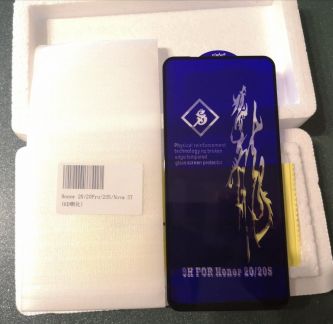 Honor 20/20Pro/20S/Nova 5T
S
Physical reinforcement
technology no broken
edge tempered
glass screen protector
9H FOR Honor 20/20S